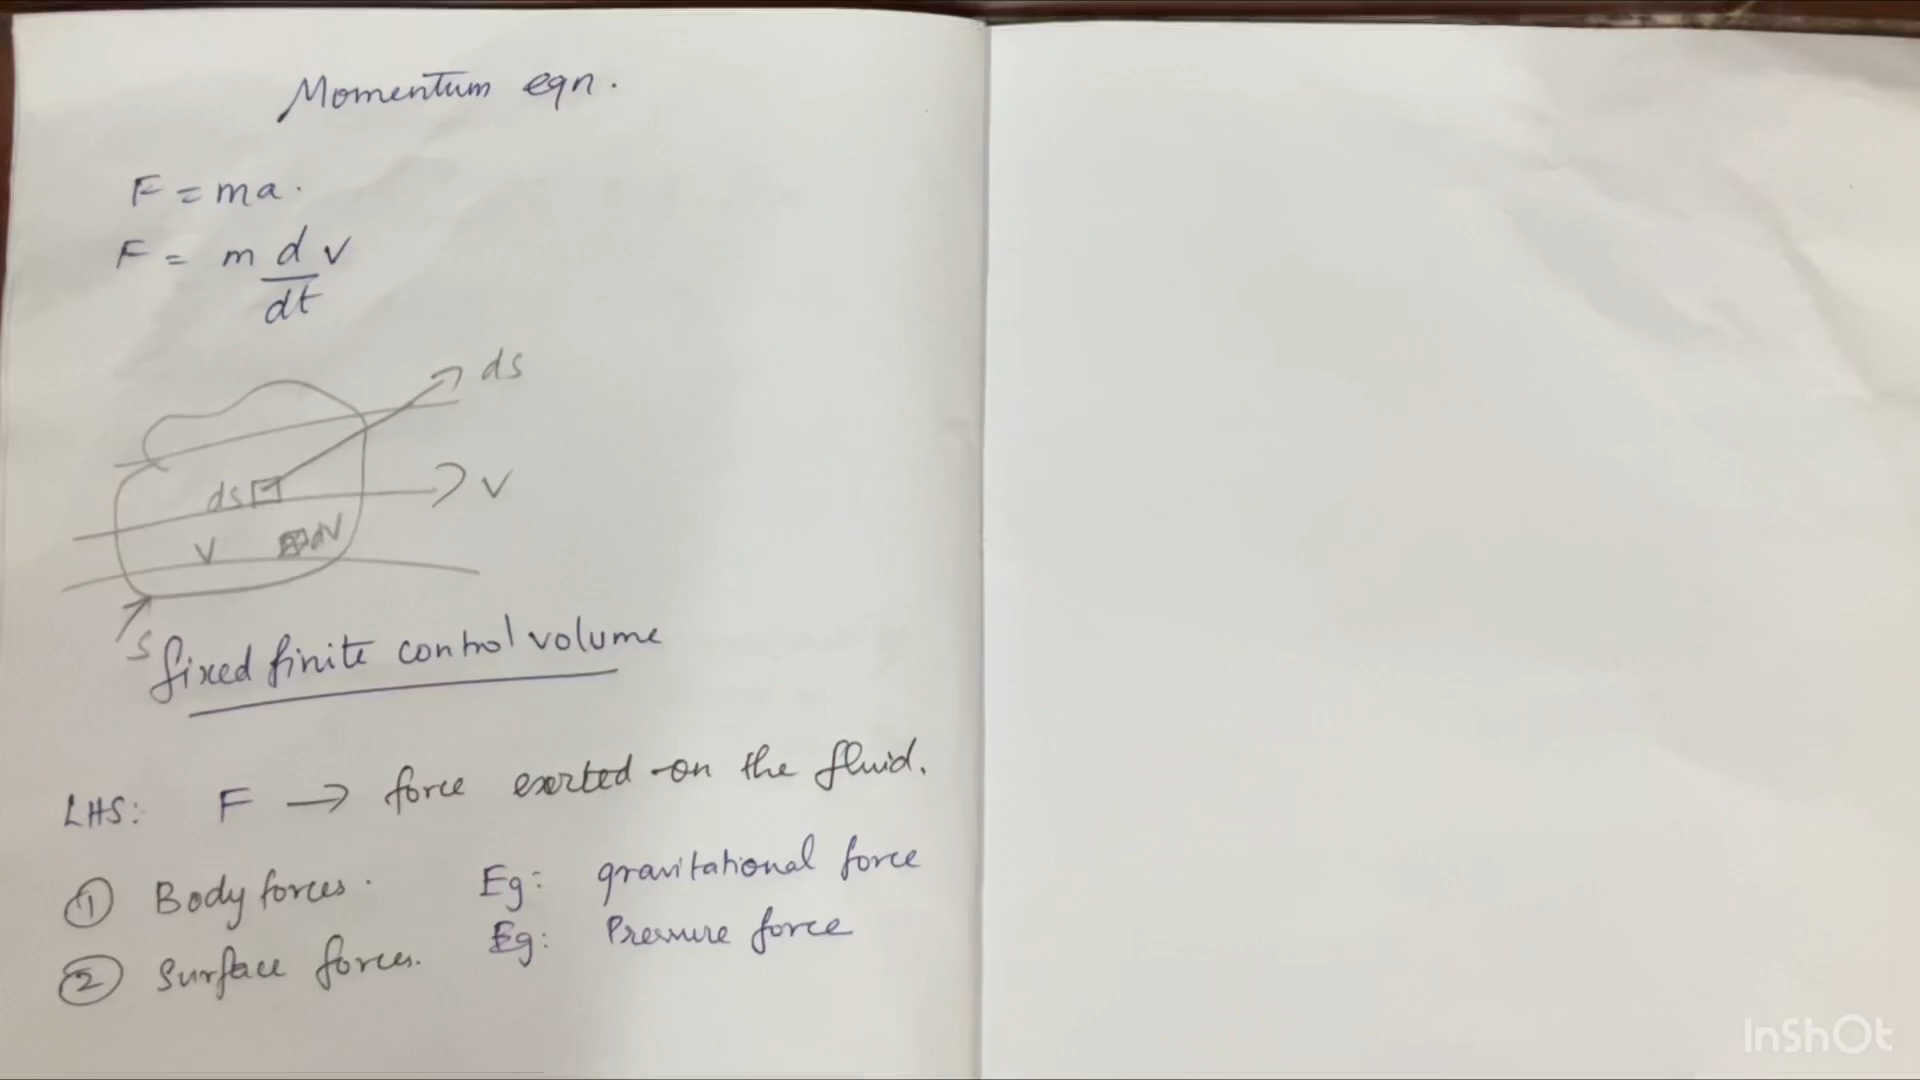 Momentum eqn.
F = ma.
F = m d/dt v
ds
ds
V
V
dV
S
fixed finite control volume
LHS: F → force exerted on the fluid.
① Body forces. Eg: gravitational force
② Surface forces. Eg: Pressure force
InShOt